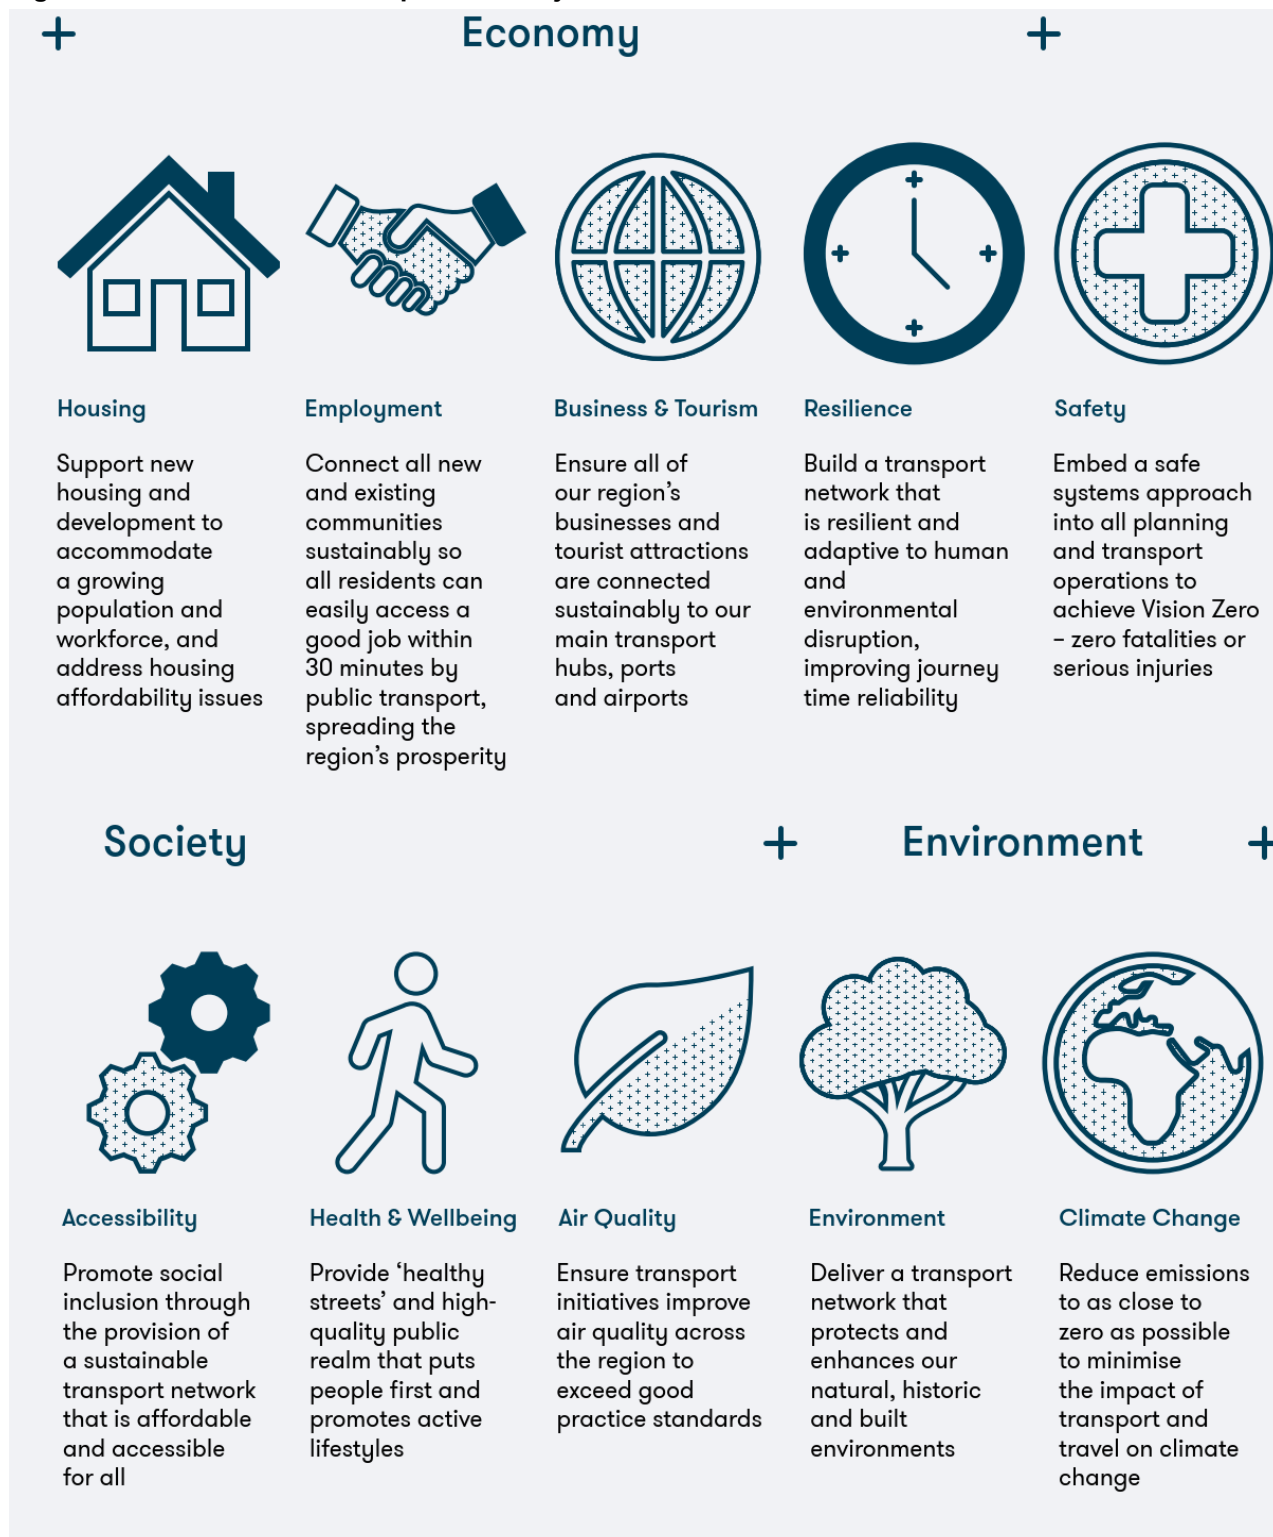 Economy
Housing
Support new
housing and
development to
accommodate
a growing
population and
workforce, and
address housing
affordability issues
Employment
Connect all new
and existing
communities
sustainably so
all residents can
easily access a
good job within
30 minutes by
public transport,
spreading the
region’s prosperity
Business & Tourism
Ensure all of
our region’s
businesses and
tourist attractions
are connected
sustainably to our
main transport
hubs, ports
and airports
Resilience
Build a transport
network that
is resilient and
adaptive to human
and
environmental
disruption,
improving journey
time reliability
Safety
Embed a safe
systems approach
into all planning
and transport
operations to
achieve Vision Zero
– zero fatalities or
serious injuries
Society
Environment
Accessibility
Promote social
inclusion through
the provision of
a sustainable
transport network
that is affordable
and accessible
for all
Health & Wellbeing
Provide ‘healthy
streets’ and high-
quality public
realm that puts
people first and
promotes active
lifestyles
Air Quality
Ensure transport
initiatives improve
air quality across
the region to
exceed good
practice standards
Environment
Deliver a transport
network that
protects and
enhances our
natural, historic
and built
environments
Climate Change
Reduce emissions
to as close to
zero as possible
to minimise
the impact of
transport and
travel on climate
change